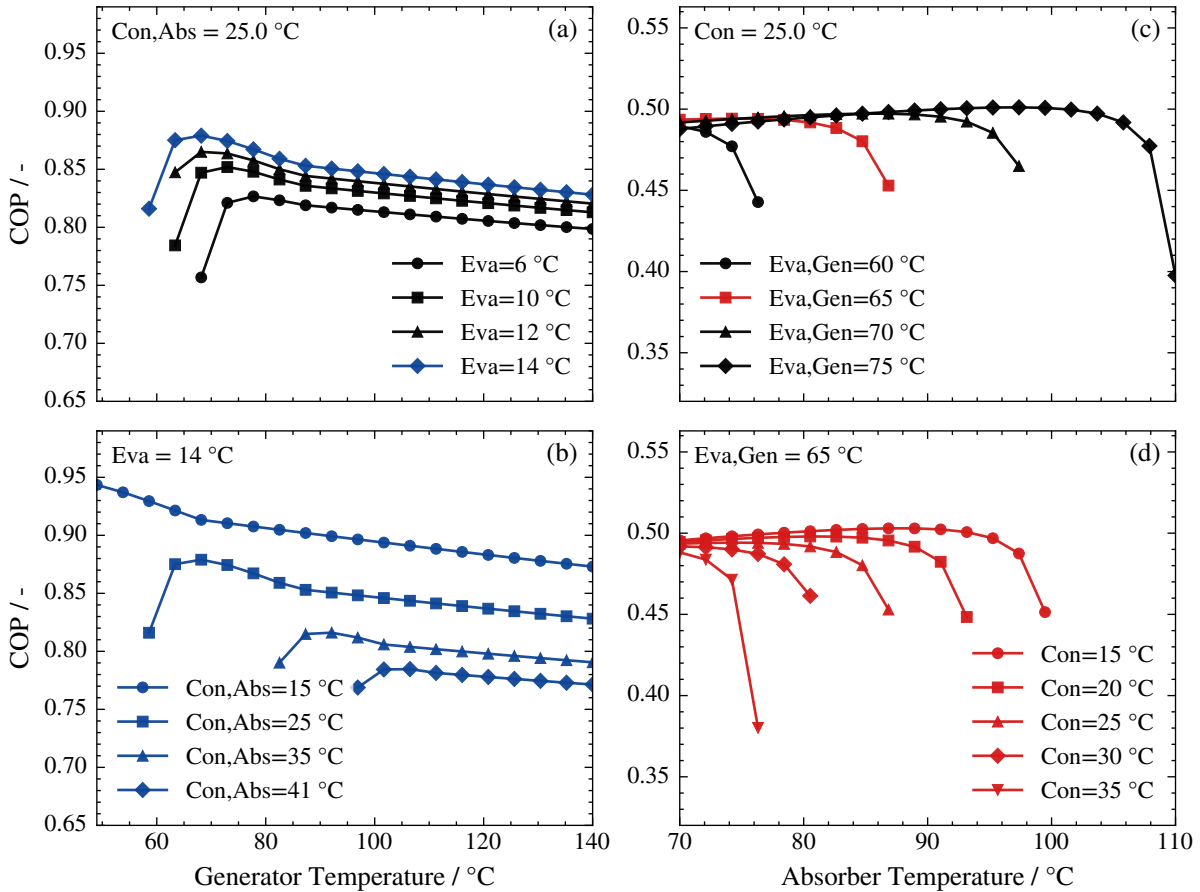 Con,Abs = 25.0 °C
(a)
0.95
0.90
0.85
0.80
0.75
0.70
0.65
COP / -
Eva=6 °C
Eva=10 °C
Eva=12 °C
Eva=14 °C
Con = 25.0 °C
(c)
0.55
0.50
0.45
0.40
0.35
Eva,Gen=60 °C
Eva,Gen=65 °C
Eva,Gen=70 °C
Eva,Gen=75 °C
Eva = 14 °C
(b)
0.95
0.90
0.85
0.80
0.75
0.70
0.65
COP / -
Con,Abs=15 °C
Con,Abs=25 °C
Con,Abs=35 °C
Con,Abs=41 °C
60 80 100 120 140
Generator Temperature / °C
Eva,Gen = 65 °C
(d)
0.55
0.50
0.45
0.40
0.35
Con=15 °C
Con=20 °C
Con=25 °C
Con=30 °C
Con=35 °C
70 80 90 100 110
Absorber Temperature / °C